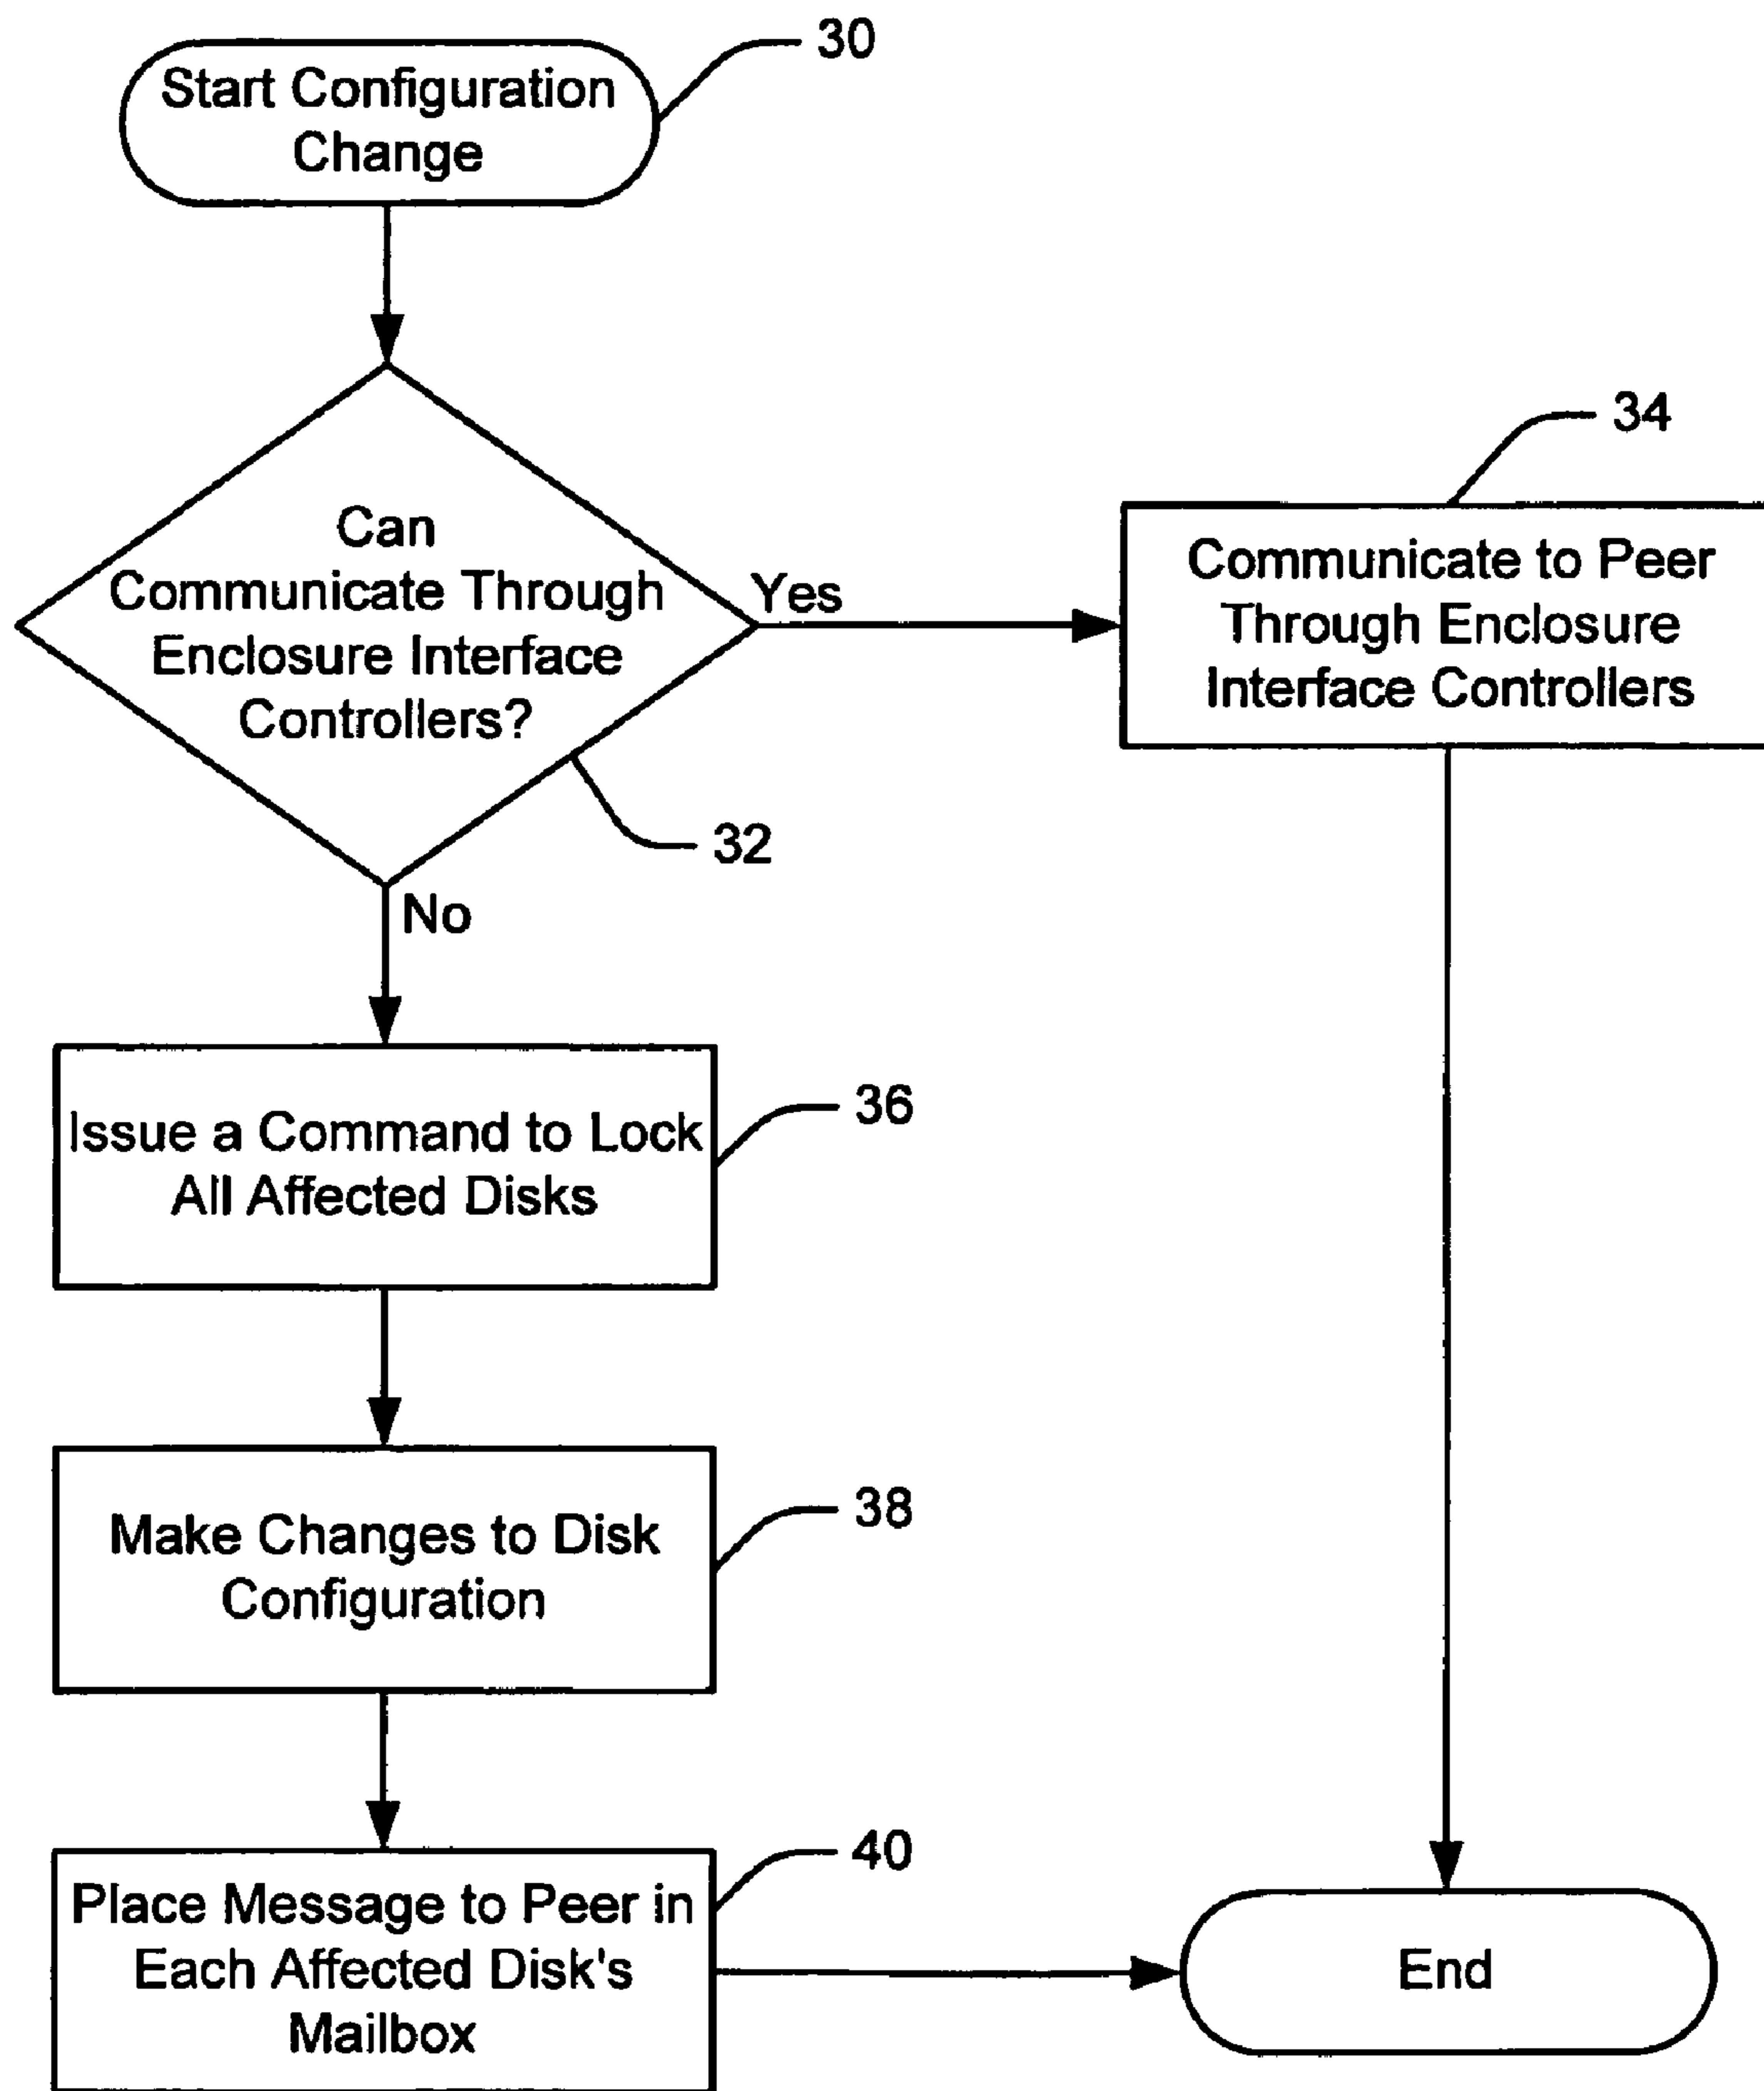 Start Configuration
Change
30
Can
Communicate Through
Enclosure Interface
Controllers?
Yes
32
No
34
Communicate to Peer
Through Enclosure
Interface Controllers
Issue a Command to Lock
All Affected Disks
36
Make Changes to Disk
Configuration
38
Place Message to Peer in
Each Affected Disk's
Mailbox
40
End